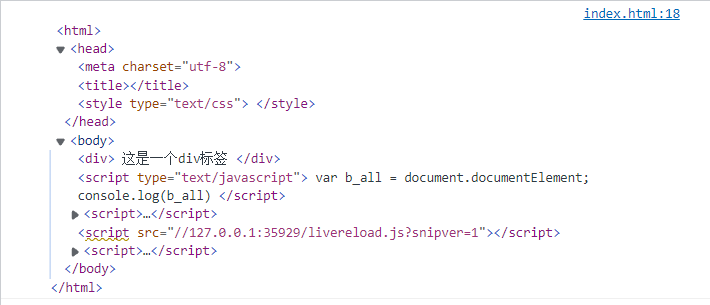 index.html:18
<html>
▼<head>
<meta charset="utf-8">
<title></title>
<style type="text/css"> </style>
</head>
▼<body>
<div> 这是一个div标签 </div>
<script type="text/javascript"> var b_all = document.documentElement;
console.log(b_all) </script>
▶<script>…</script>
<script src="//127.0.0.1:35929/livereload.js?snipver=1"></script>
▶<script>…</script>
</body>
</html>